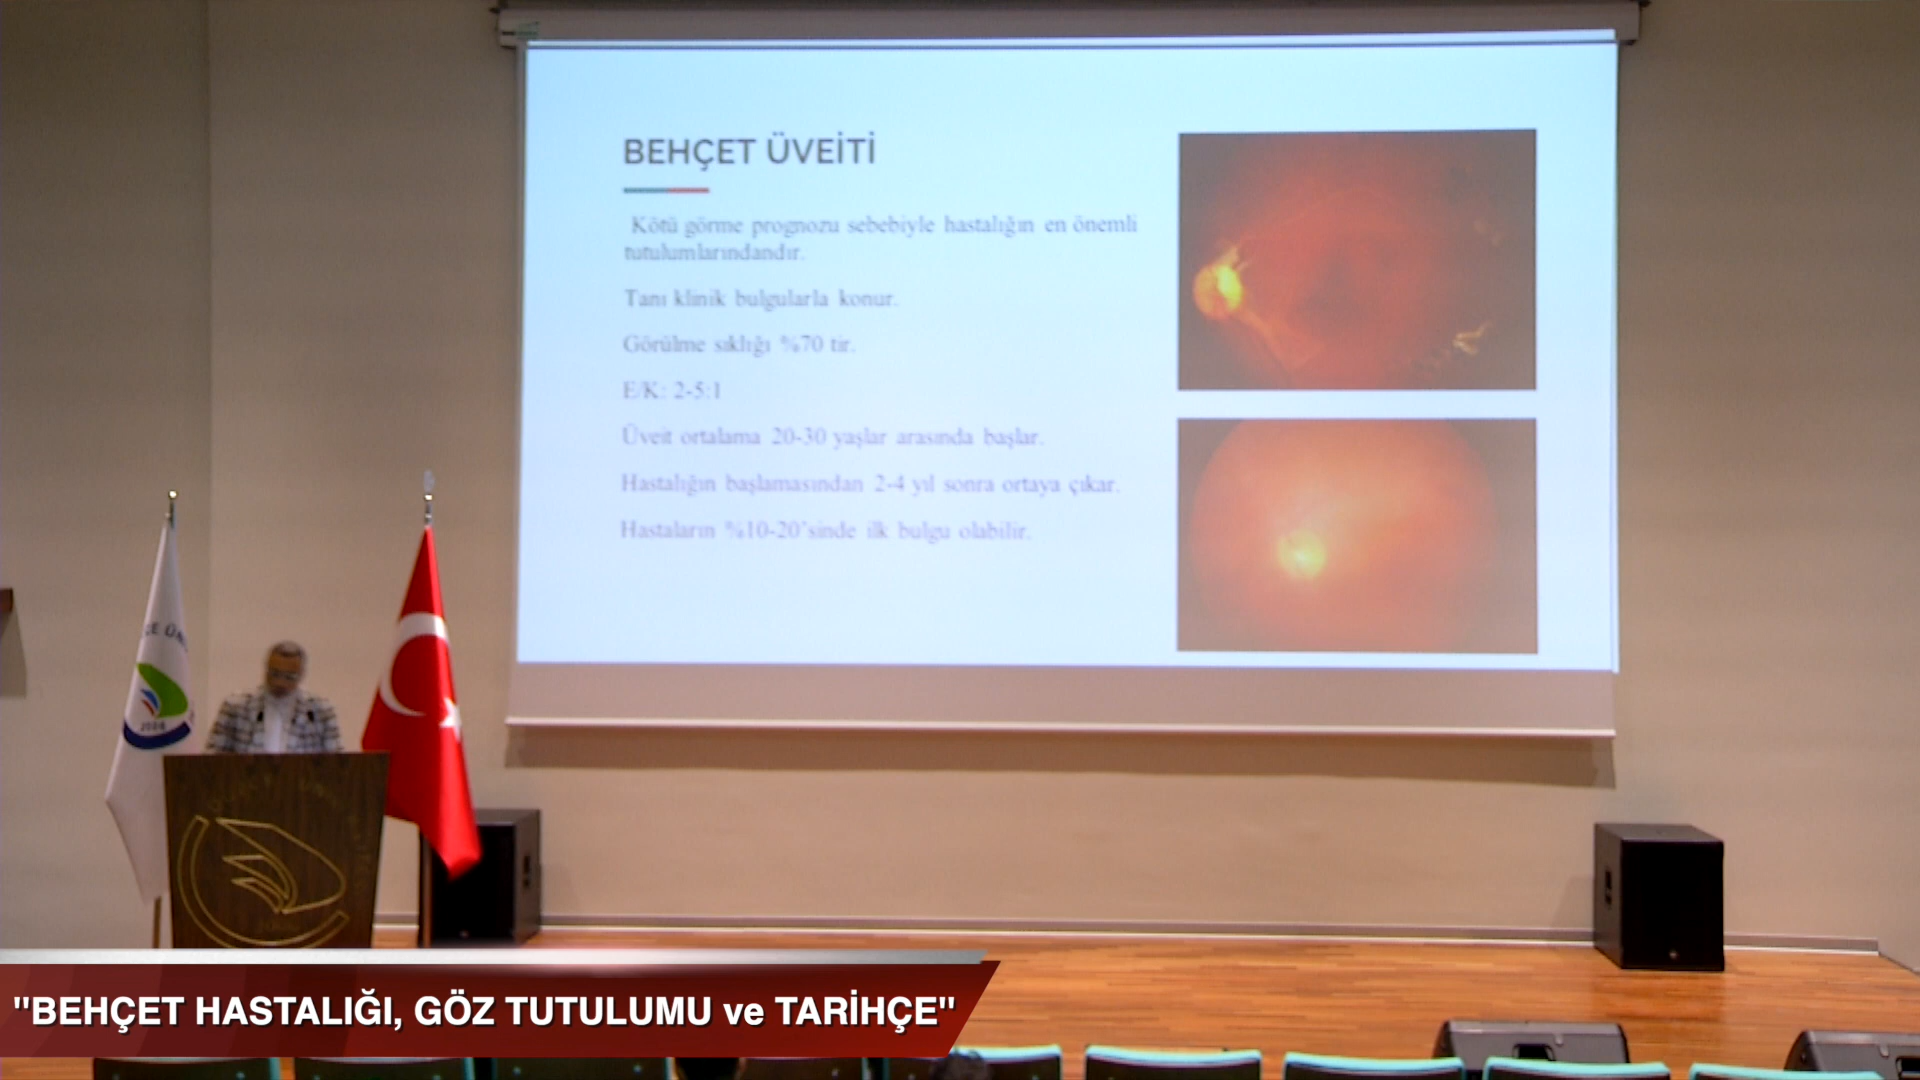 BEHÇET ÜVEİTİ
Kötü görme prognozu sebebiyle hastalığın en önemli
tutulumlarındandır.
Tanı klinik bulgularla konur.
Görülme sıklığı %70 tir.
E/K: 2-5:1
Üveit ortalama 20-30 yaşlar arasında başlar.
Hastalığın başlamasından 2-4 yıl sonra ortaya çıkar.
Hastaların %10-20'sinde ilk bulgu olabilir.
"BEHÇET HASTALIĞI, GÖZ TUTULUMU ve TARİHÇE"